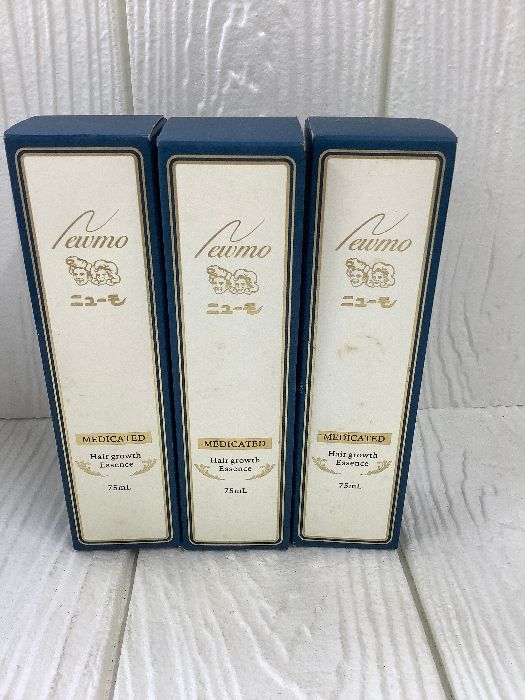 Newmo
ニューモ
MEDICATED
Hair growth
Essence
75mL
Newmo
ニューモ
MEDICATED
Hair growth
Essence
75mL
Newmo
ニューモ
MEDICATED
Hair growth
Essence
75mL